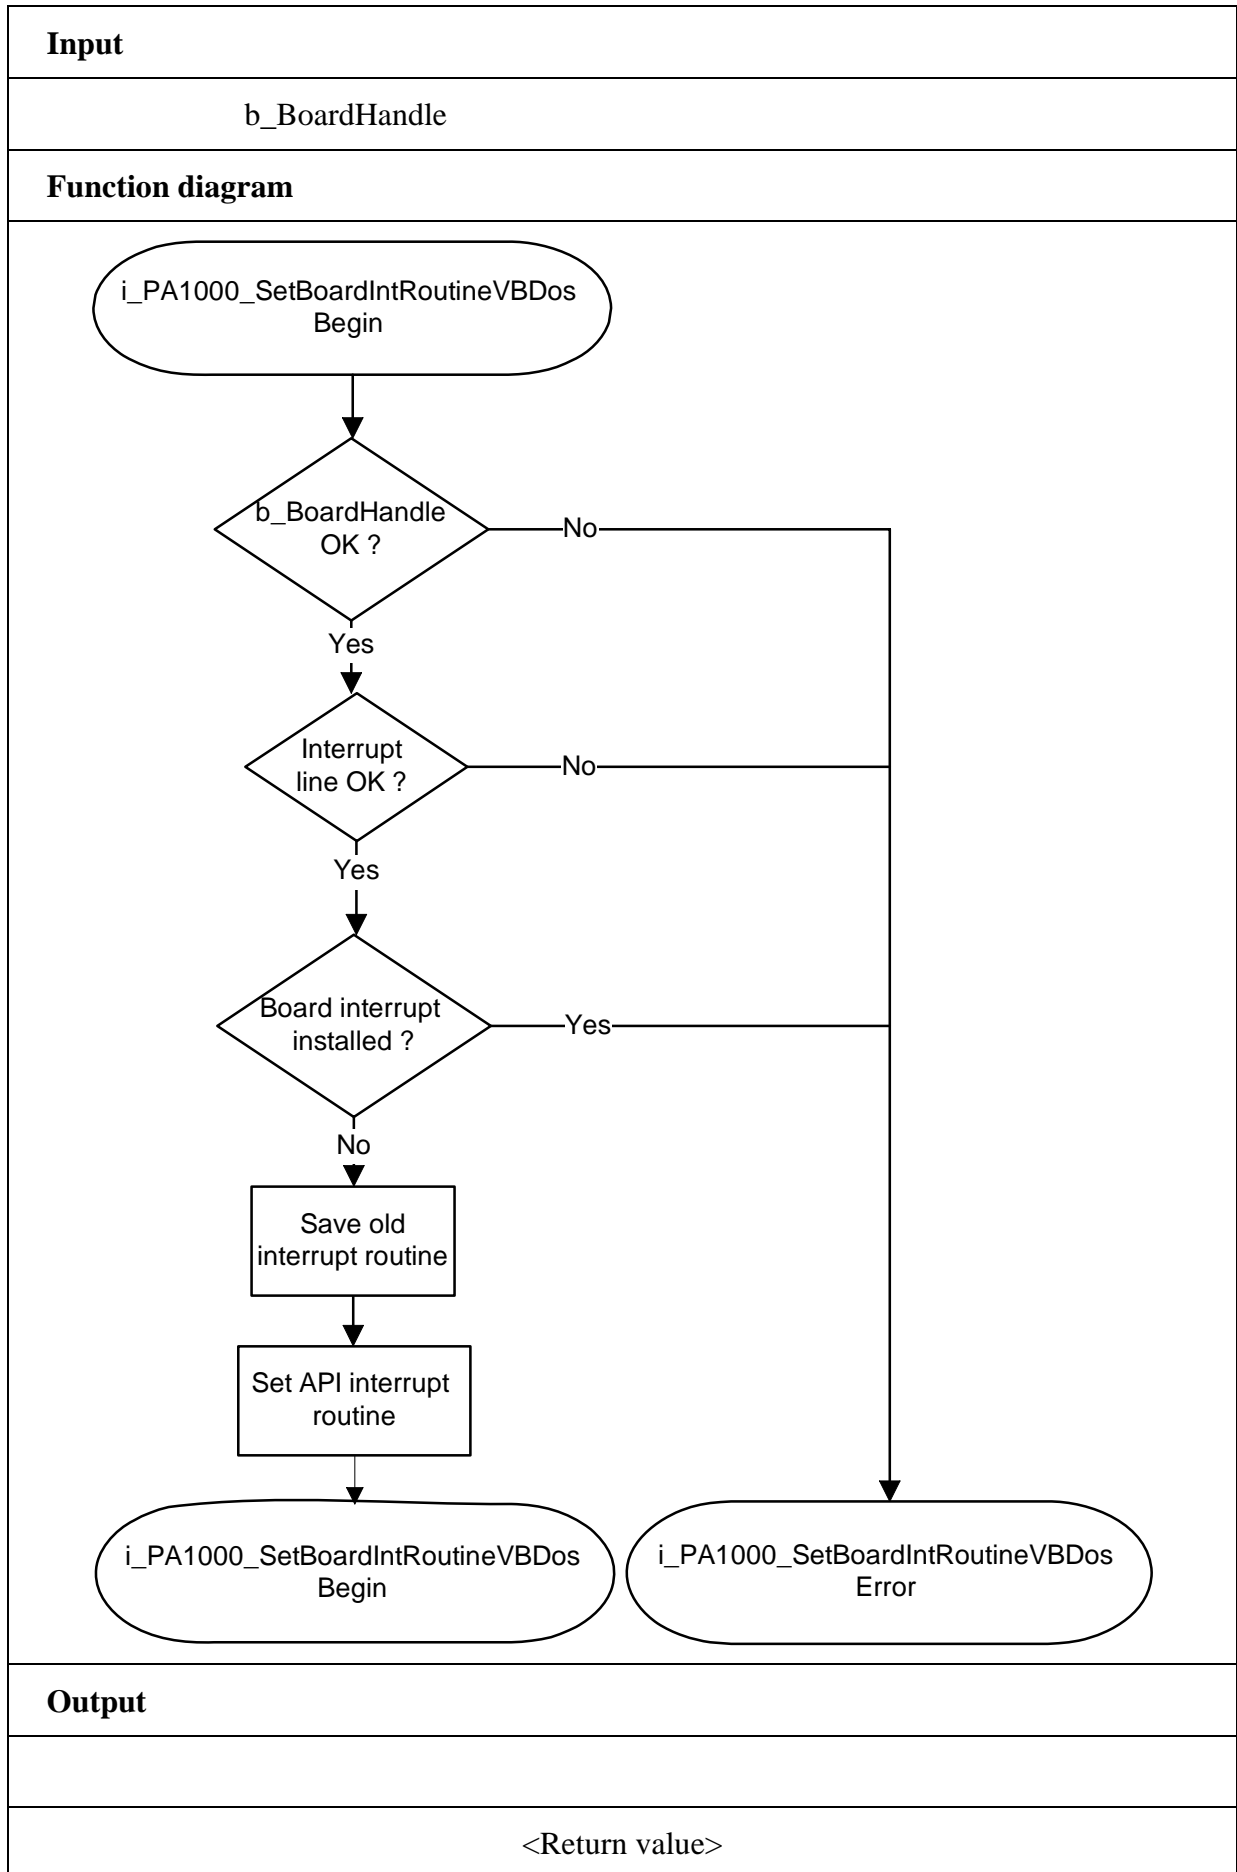 Input
b_BoardHandle
Function diagram
i_PA1000_SetBoardIntRoutineVBDos
Begin
b_BoardHandle
OK ?
No
Yes
Interrupt
line OK ?
No
Yes
Board interrupt
installed ?
Yes
No
Save old
interrupt routine
Set API interrupt
routine
i_PA1000_SetBoardIntRoutineVBDos
Begin
i_PA1000_SetBoardIntRoutineVBDos
Error
Output
<Return value>